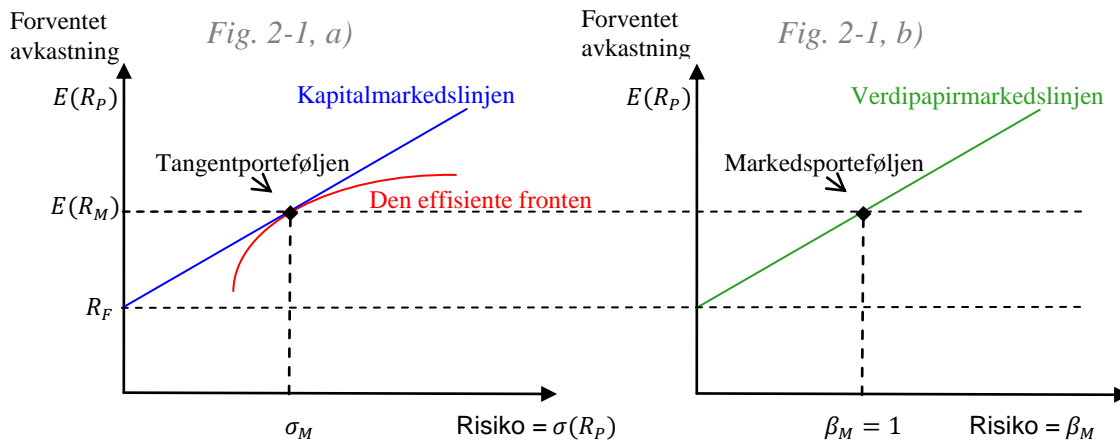 Forventet
avkastning
Fig. 2-1, a)
E(R_P)
Kapitalmarkedslinjen
Tangentporteføljen
E(R_M)
Den effisiente fronten
R_F
σ_M
Risiko = σ(R_P)
Forventet
avkastning
Fig. 2-1, b)
E(R_P)
Verdipapirmarkedslinjen
Markedsporteføljen
β_M = 1
Risiko = β_M